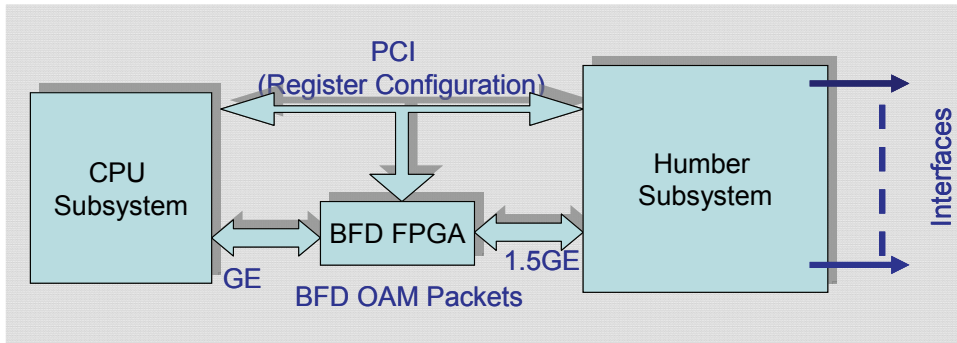 PCI
(Register Configuration)
CPU
Subsystem
Humber
Subsystem
Interfaces
BFD FPGA
GE
1.5GE
BFD OAM Packets